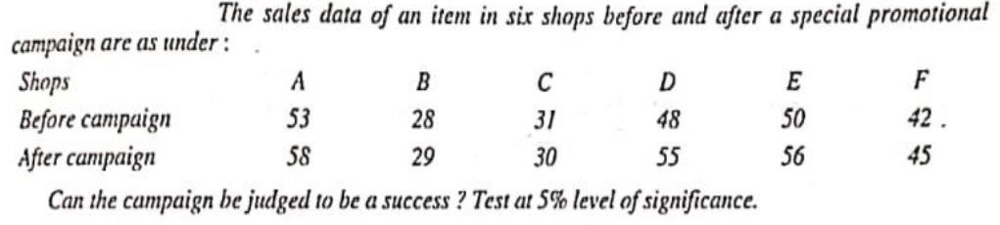 The sales data of an item in six shops before and after a special promotional
campaign are as under :
Shops A B C D E F
Before campaign 53 28 31 48 50 42 .
After campaign 58 29 30 55 56 45
Can the campaign be judged to be a success ? Test at 5% level of significance.